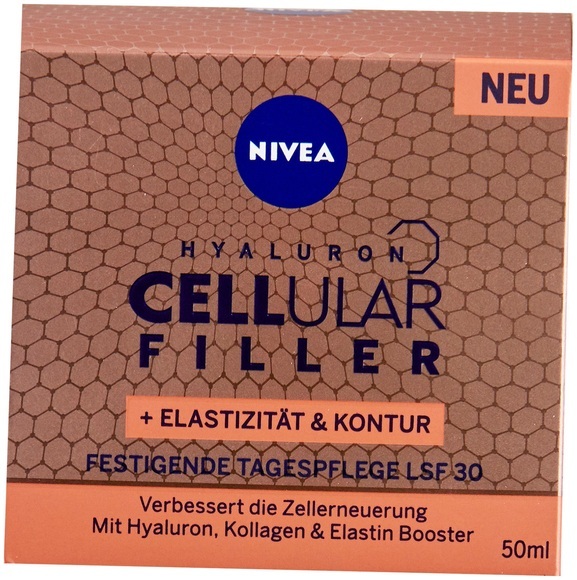 NEU
NIVEA
HYALURON
CELLULAR
FILLER
+ ELASTIZITÄT & KONTUR
FESTIGENDE TAGESPFLEGE LSF 30
Verbessert die Zellerneuerung
Mit Hyaluron, Kollagen & Elastin Booster
50ml